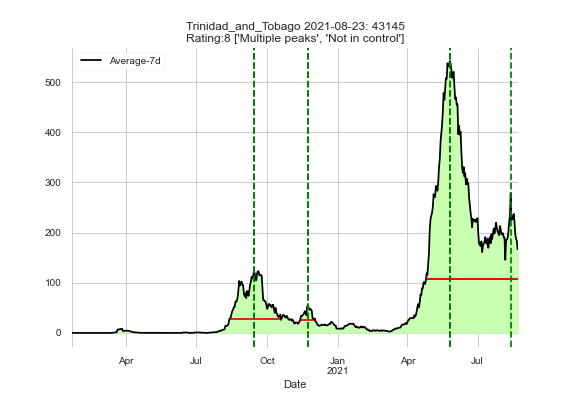 Trinidad_and_Tobago 2021-08-23: 43145
Rating:8 ['Multiple peaks', 'Not in control']
Average-7d
500
400
300
200
100
0
Apr Jul Oct Jan Apr Jul
2021
Date